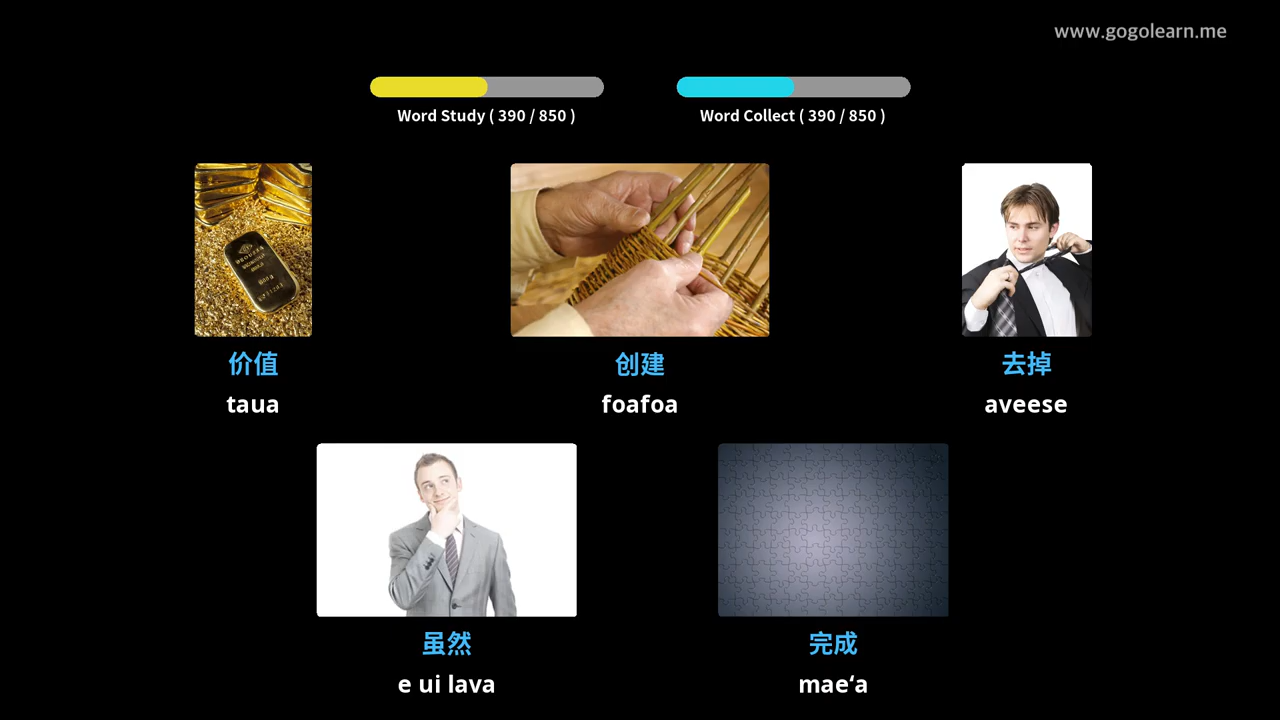 www.gogolearn.me
Word Study ( 390 / 850 )
Word Collect ( 390 / 850 )
价值
创建
去掉
taua
foafoa
aveese
虽然
完成
e ui lava
maeʻa